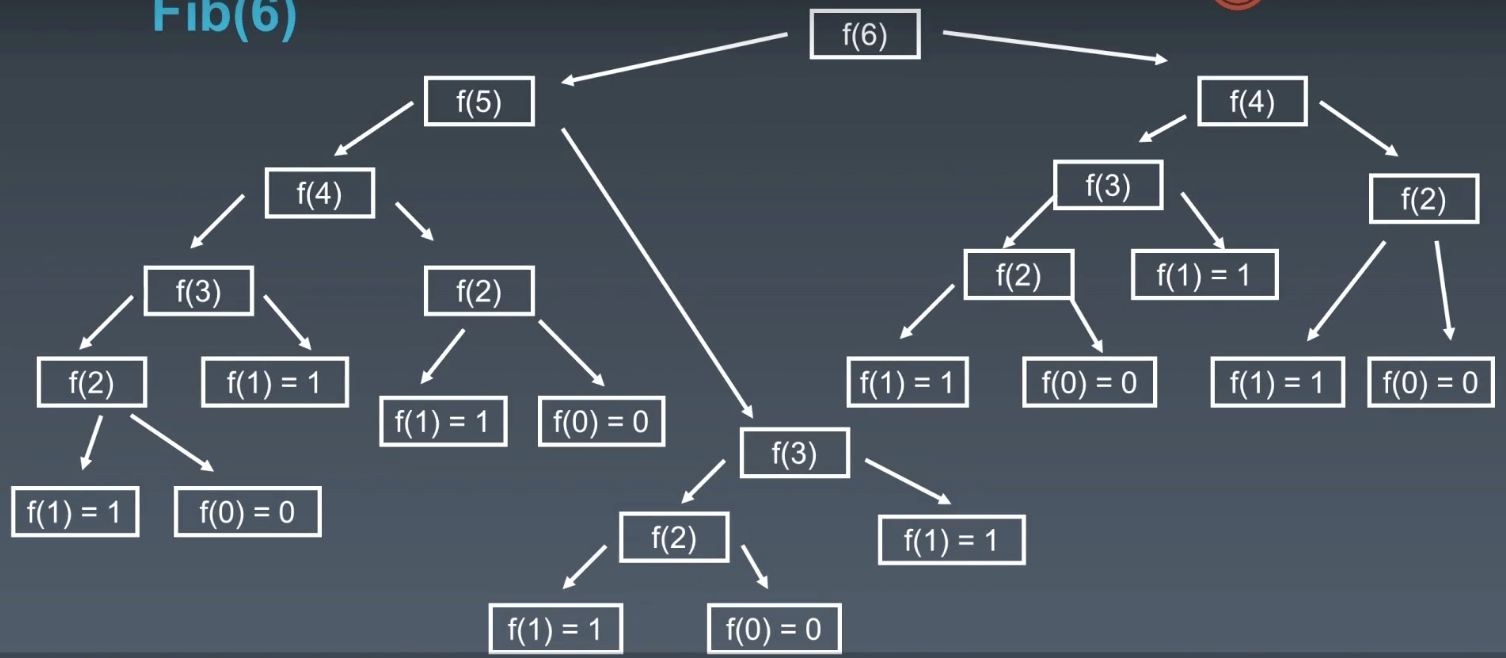 Fib(6)
f(6)
f(5)
f(4)
f(4)
f(3)
f(2)
f(3)
f(2)
f(2)
f(1) = 1
f(2)
f(1) = 1
f(1) = 1
f(0) = 0
f(1) = 1
f(0) = 0
f(1) = 1
f(0) = 0
f(3)
f(1) = 1
f(0) = 0
f(2)
f(1) = 1
f(1) = 1
f(0) = 0